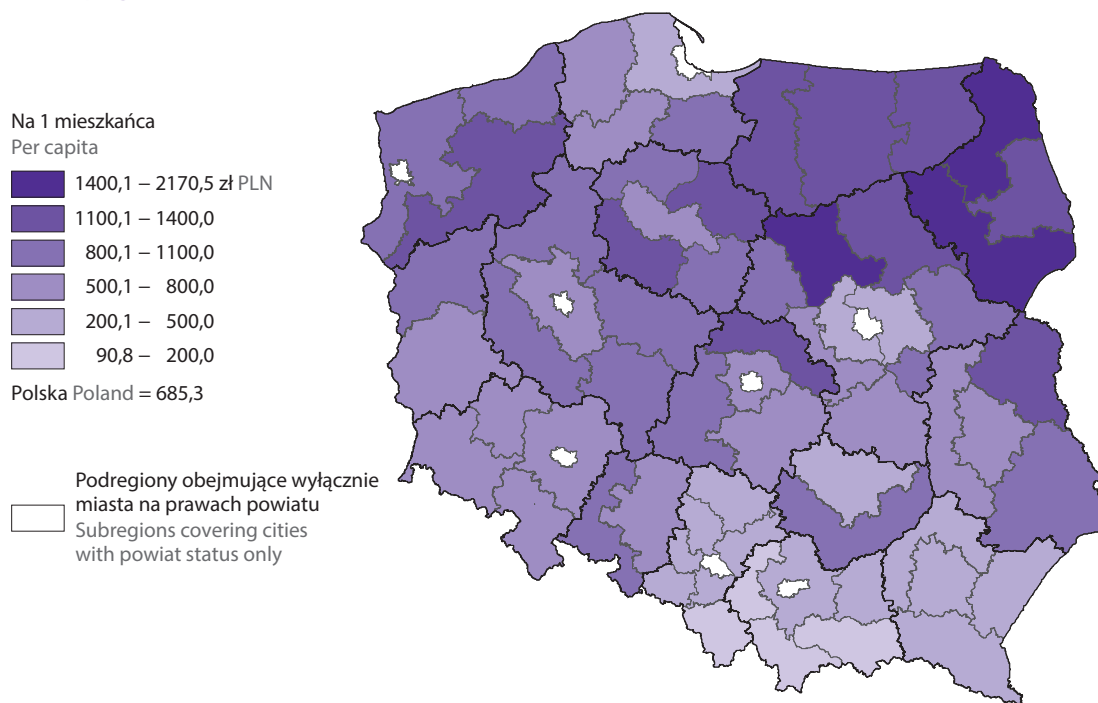 Na 1 mieszkańca
Per capita
1400,1 – 2170,5 zł PLN
1100,1 – 1400,0
800,1 – 1100,0
500,1 – 800,0
200,1 – 500,0
90,8 – 200,0
Polska Poland = 685,3
Podregiony obejmujące wyłącznie
miasta na prawach powiatu
Subregions covering cities
with powiat status only